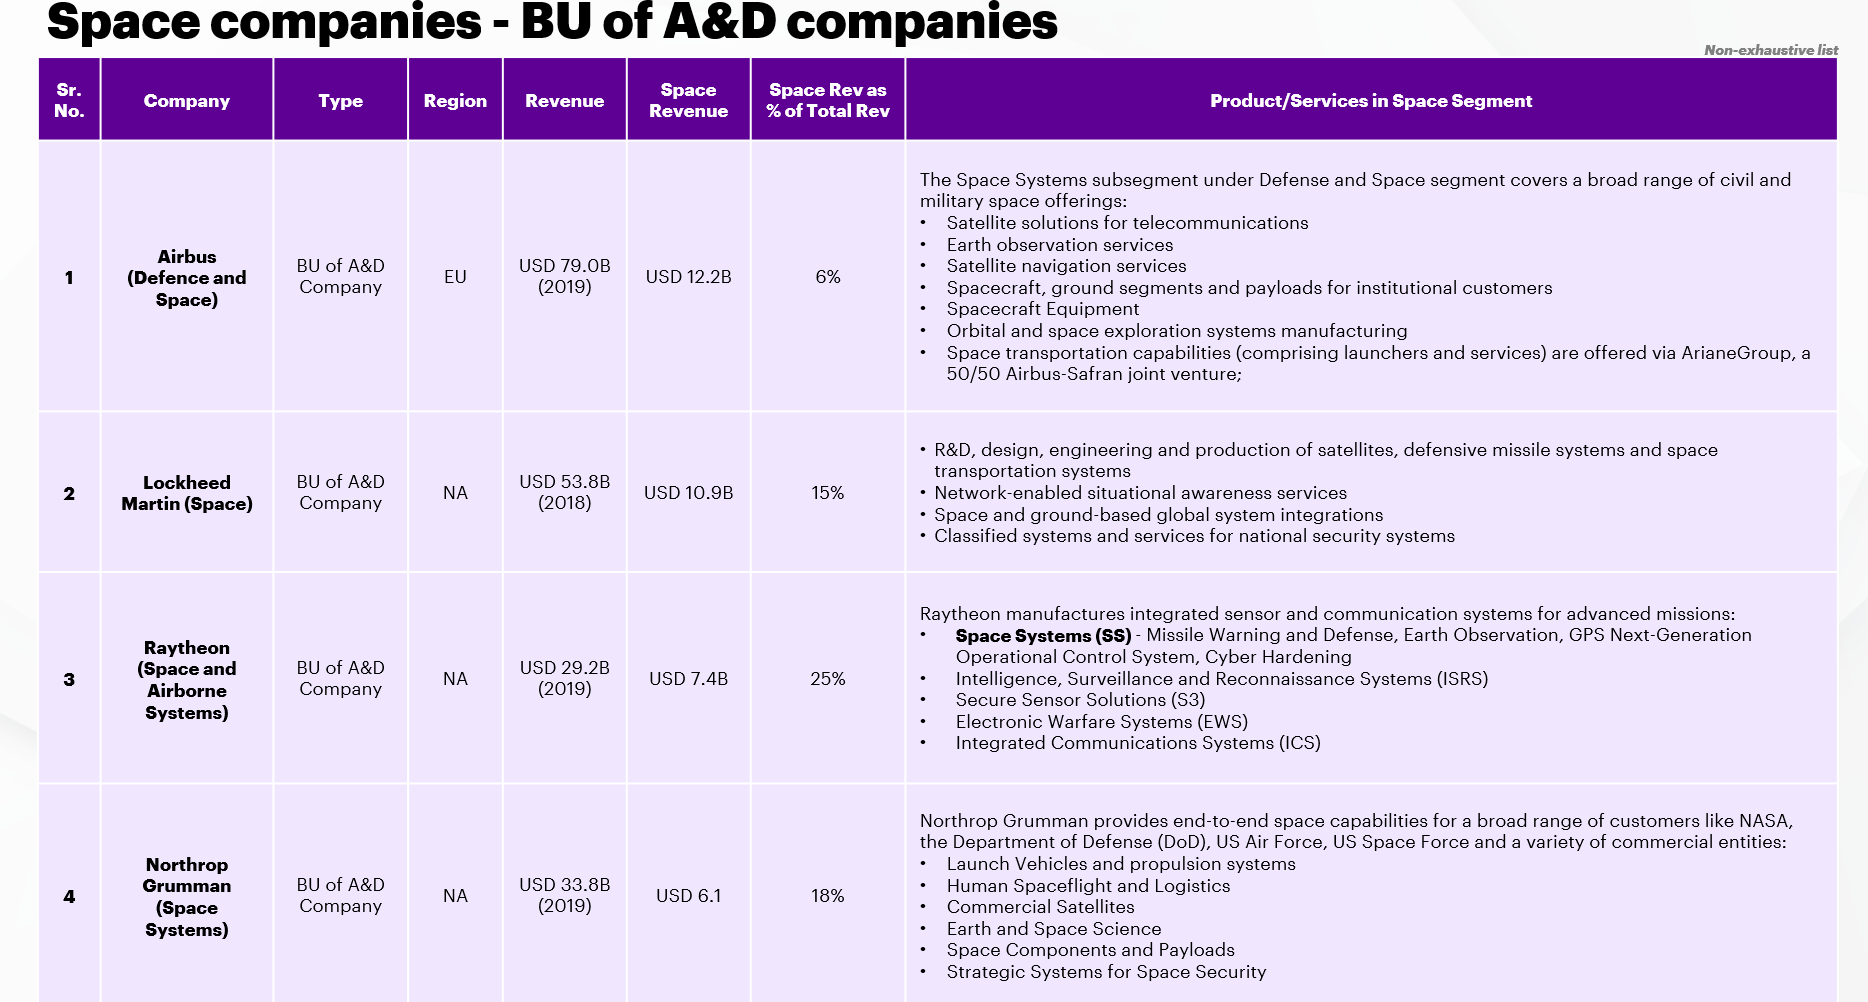 Space companies - BU of A&D companies
Non-exhaustive list
Sr.
No.
Company
Type
Region
Revenue
Space
Revenue
Space Rev as
% of Total Rev
Product/Services in Space Segment
1
Airbus
(Defence and
Space)
BU of A&D
Company
EU
USD 79.0B
(2019)
USD 12.2B
6%
The Space Systems subsegment under Defense and Space segment covers a broad range of civil and
military space offerings:
• Satellite solutions for telecommunications
• Earth observation services
• Satellite navigation services
• Spacecraft, ground segments and payloads for institutional customers
• Spacecraft Equipment
• Orbital and space exploration systems manufacturing
• Space transportation capabilities (comprising launchers and services) are offered via ArianeGroup, a
50/50 Airbus-Safran joint venture;
2
Lockheed
Martin (Space)
BU of A&D
Company
NA
USD 53.8B
(2018)
USD 10.9B
15%
• R&D, design, engineering and production of satellites, defensive missile systems and space
transportation systems
• Network-enabled situational awareness services
• Space and ground-based global system integrations
• Classified systems and services for national security systems
3
Raytheon
(Space and
Airborne
Systems)
BU of A&D
Company
NA
USD 29.2B
(2019)
USD 7.4B
25%
Raytheon manufactures integrated sensor and communication systems for advanced missions:
• Space Systems (SS) - Missile Warning and Defense, Earth Observation, GPS Next-Generation
Operational Control System, Cyber Hardening
• Intelligence, Surveillance and Reconnaissance Systems (ISRS)
• Secure Sensor Solutions (S3)
• Electronic Warfare Systems (EWS)
• Integrated Communications Systems (ICS)
4
Northrop
Grumman
(Space
Systems)
BU of A&D
Company
NA
USD 33.8B
(2019)
USD 6.1
18%
Northrop Grumman provides end-to-end space capabilities for a broad range of customers like NASA,
the Department of Defense (DoD), US Air Force, US Space Force and a variety of commercial entities:
• Launch Vehicles and propulsion systems
• Human Spaceflight and Logistics
• Commercial Satellites
• Earth and Space Science
• Space Components and Payloads
• Strategic Systems for Space Security